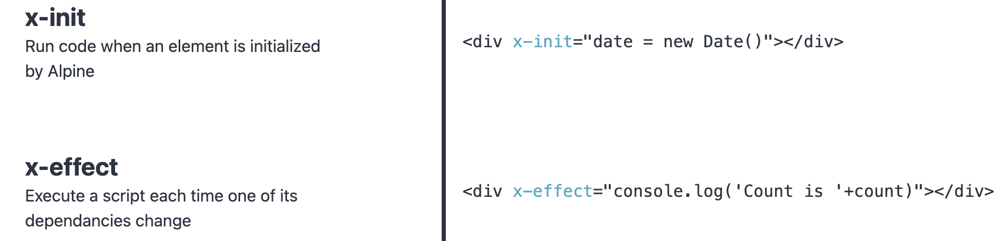 x-init
Run code when an element is initialized
by Alpine
<div x-init="date = new Date()"></div>
x-effect
Execute a script each time one of its
dependancies change
<div x-effect="console.log('Count is '+count)"></div>